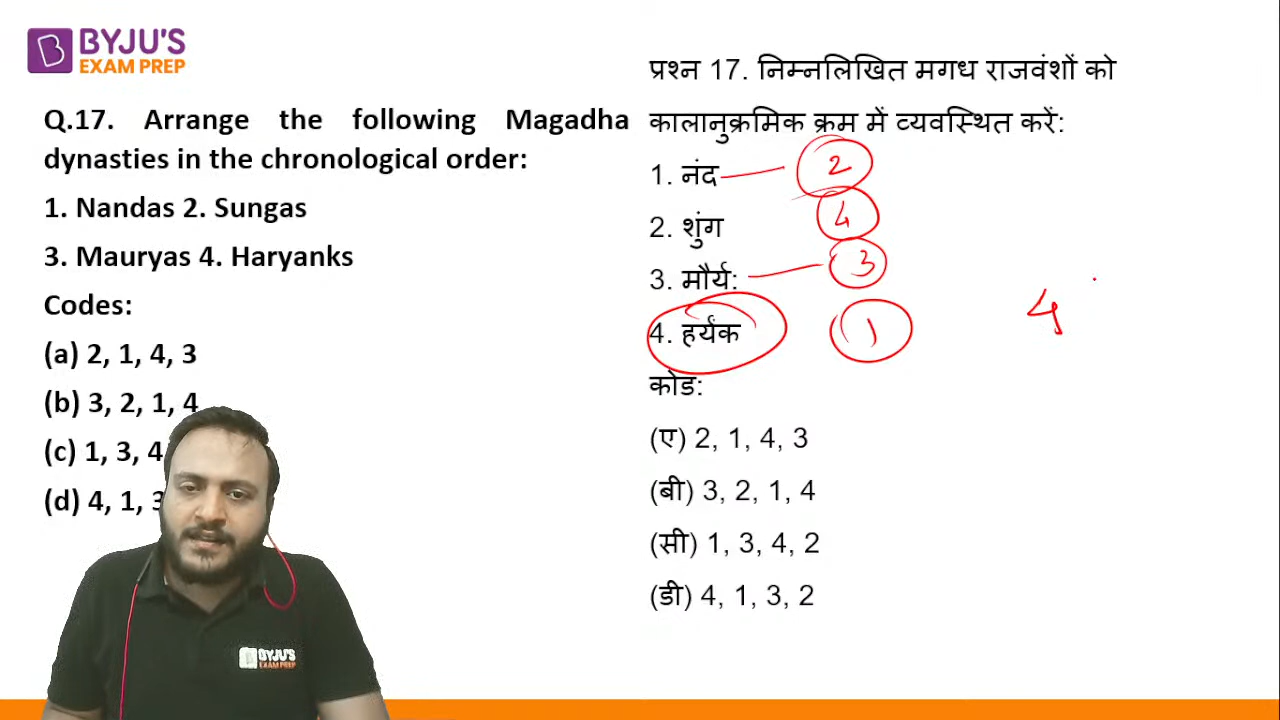 BYJU'S
EXAM PREP
Q.17. Arrange the following Magadha
dynasties in the chronological order:
1. Nandas 2. Sungas
3. Mauryas 4. Haryanks
Codes:
(a) 2, 1, 4, 3
(b) 3, 2, 1, 4
(c) 1, 3, 4
(d) 4, 1, 3
प्रश्न 17. निम्नलिखित मगध राजवंशों को
कालानुक्रमिक क्रम में व्यवस्थित करें:
1. नंद 2
2. शुंग 4
3. मौर्य: 3
4. हर्यंक 1
4
कोड:
(ए) 2, 1, 4, 3
(बी) 3, 2, 1, 4
(सी) 1, 3, 4, 2
(डी) 4, 1, 3, 2
BYJU'S
EXAM PREP